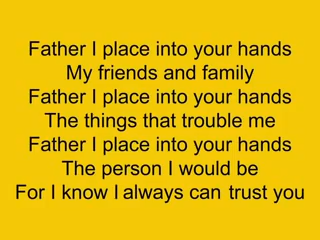 Father I place into your hands
My friends and family
Father I place into your hands
The things that trouble me
Father I place into your hands
The person I would be
For I know I always can trust you